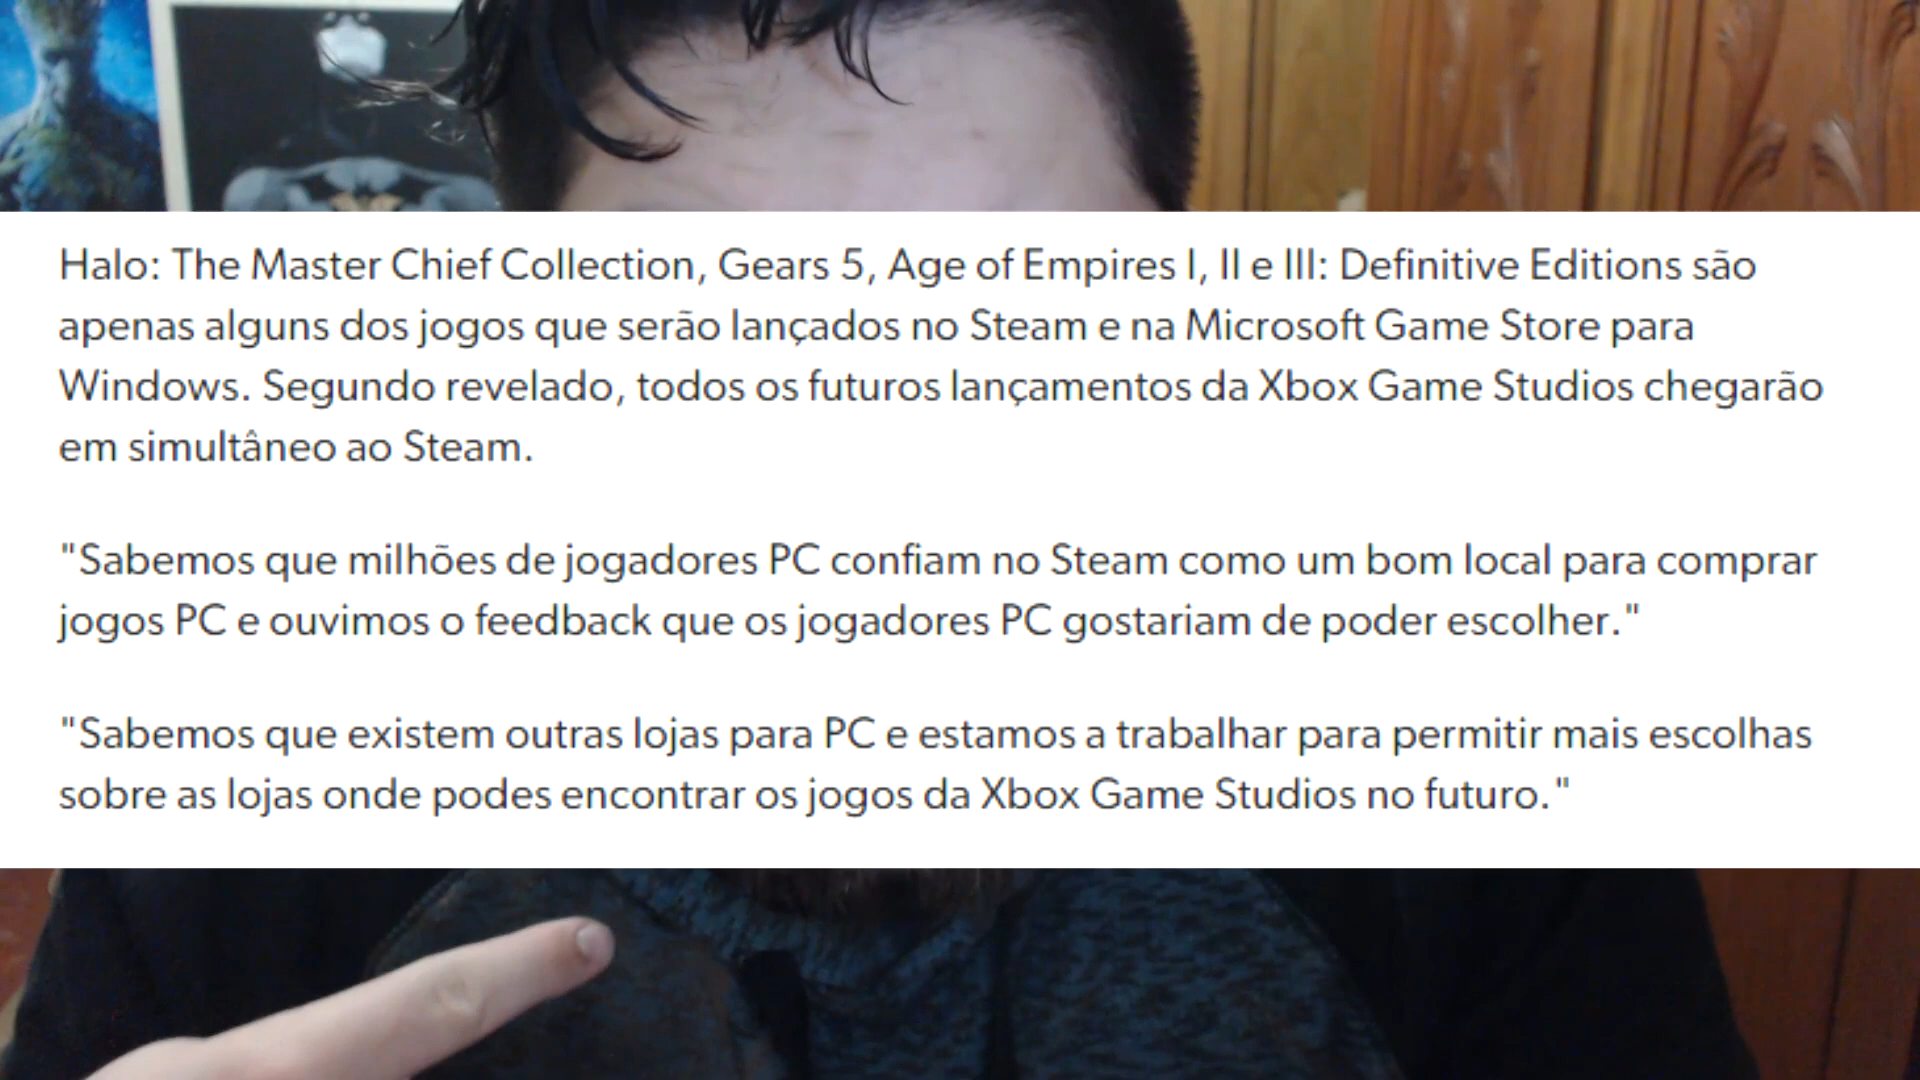 Halo: The Master Chief Collection, Gears 5, Age of Empires I, II e III: Definitive Editions são
apenas alguns dos jogos que serão lançados no Steam e na Microsoft Game Store para
Windows. Segundo revelado, todos os futuros lançamentos da Xbox Game Studios chegarão
em simultâneo ao Steam.
"Sabemos que milhões de jogadores PC confiam no Steam como um bom local para comprar
jogos PC e ouvimos o feedback que os jogadores PC gostariam de poder escolher."
"Sabemos que existem outras lojas para PC e estamos a trabalhar para permitir mais escolhas
sobre as lojas onde podes encontrar os jogos da Xbox Game Studios no futuro."